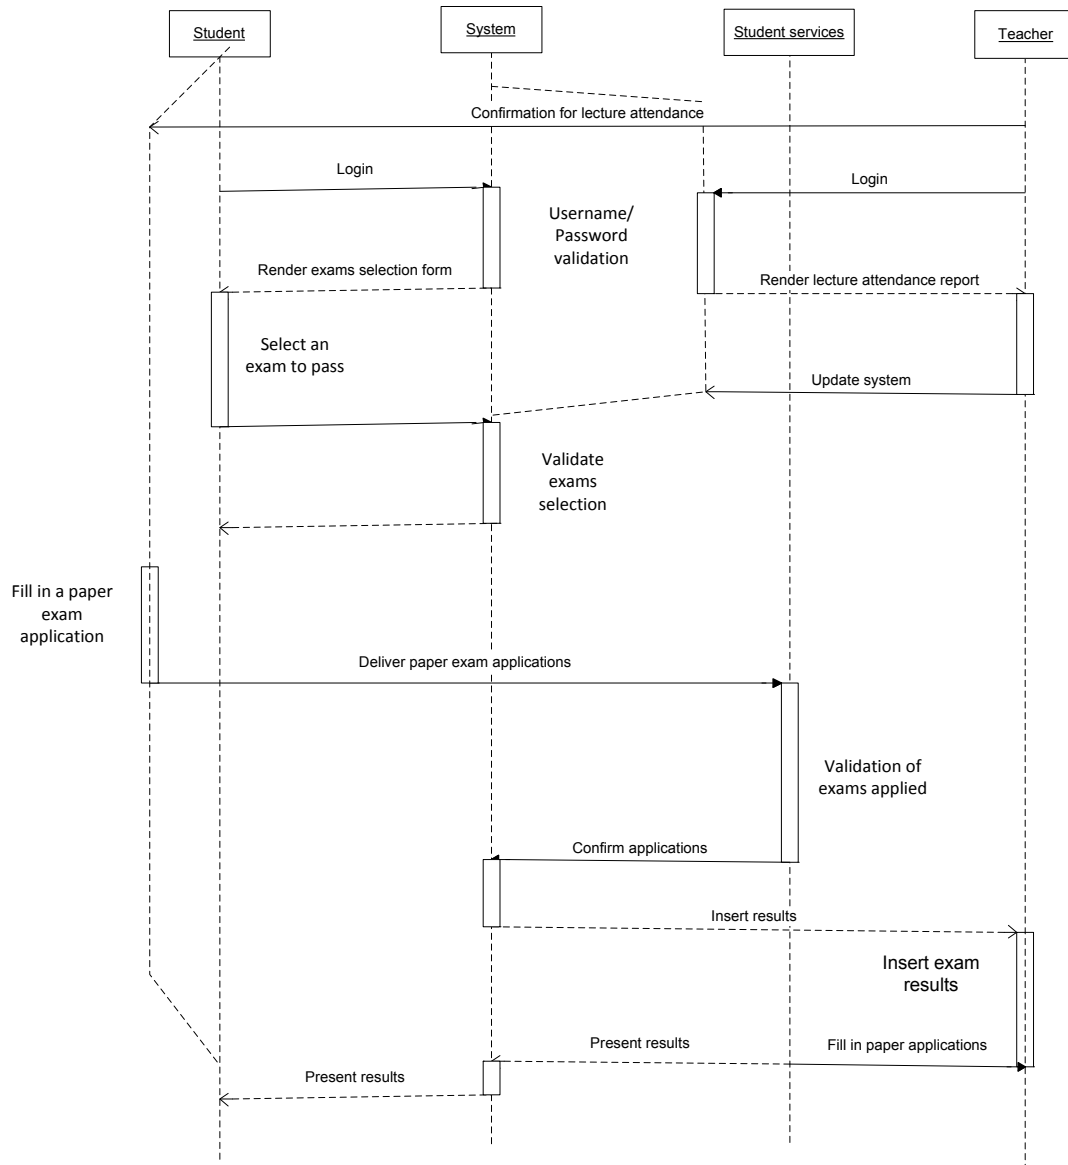 Student
System
Student services
Teacher
Confirmation for lecture attendance
Login
Login
Username/
Password
validation
Render exams selection form
Render lecture attendance report
Select an
exam to pass
Update system
Validate
exams
selection
Fill in a paper
exam
application
Deliver paper exam applications
Validation of
exams applied
Confirm applications
Insert results
Insert exam
results
Present results
Fill in paper applications
Present results